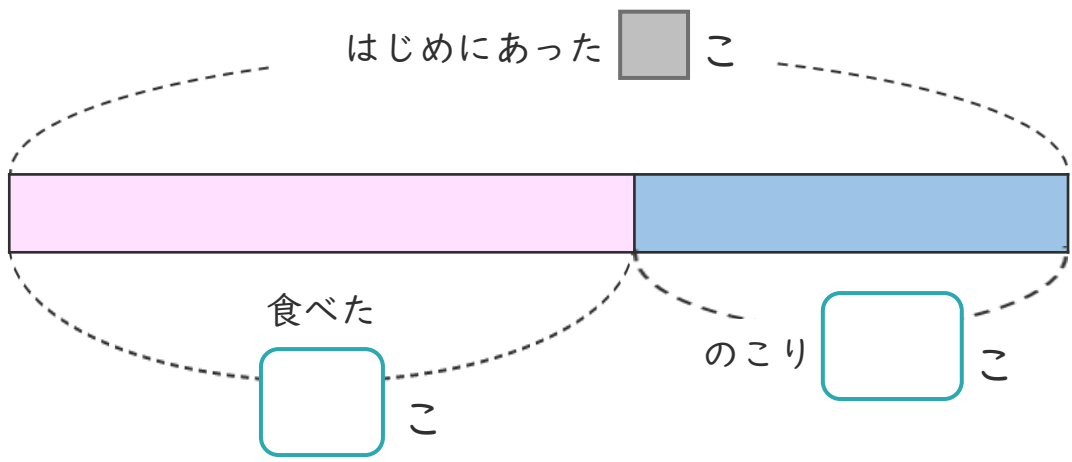 はじめにあった こ
食べた
こ
のこり こ